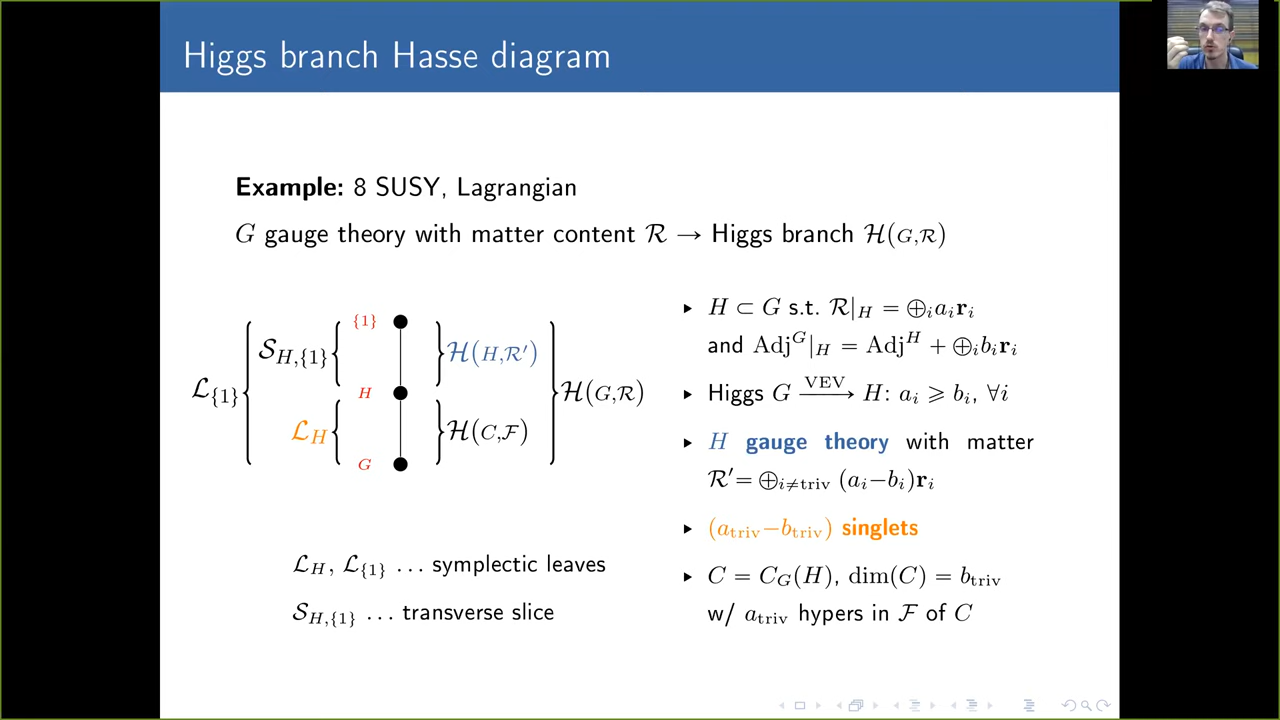 Higgs branch Hasse diagram
Example: 8 SUSY, Lagrangian
G gauge theory with matter content ℛ → Higgs branch ℋ(G,ℛ)
{1}
𝒮_{H,{1}}
ℋ(H,ℛ′)
ℒ_{{1}}
H
ℋ(G,ℛ)
ℒ_H
ℋ(C,ℱ)
G
ℒ_H, ℒ_{{1}} … symplectic leaves
𝒮_{H,{1}} … transverse slice
▸ H ⊂ G s.t. ℛ|_H = ⊕_i a_i r_i
and Adj^G|_H = Adj^H + ⊕_i b_i r_i
▸ Higgs G —VEV→ H: a_i ⩾ b_i, ∀i
▸ H gauge theory with matter
ℛ′ = ⊕_{i≠triv} (a_i−b_i)r_i
▸ (a_triv−b_triv) singlets
▸ C = C_G(H), dim(C) = b_triv
w/ a_triv hypers in ℱ of C